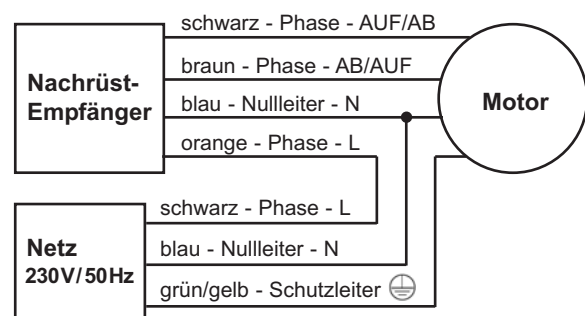 schwarz - Phase - AUF/AB
braun - Phase - AB/AUF
blau - Nullleiter - N
orange - Phase - L
Nachrüst-
Empfänger
Motor
schwarz - Phase - L
blau - Nullleiter - N
grün/gelb - Schutzleiter
Netz
230V/50Hz